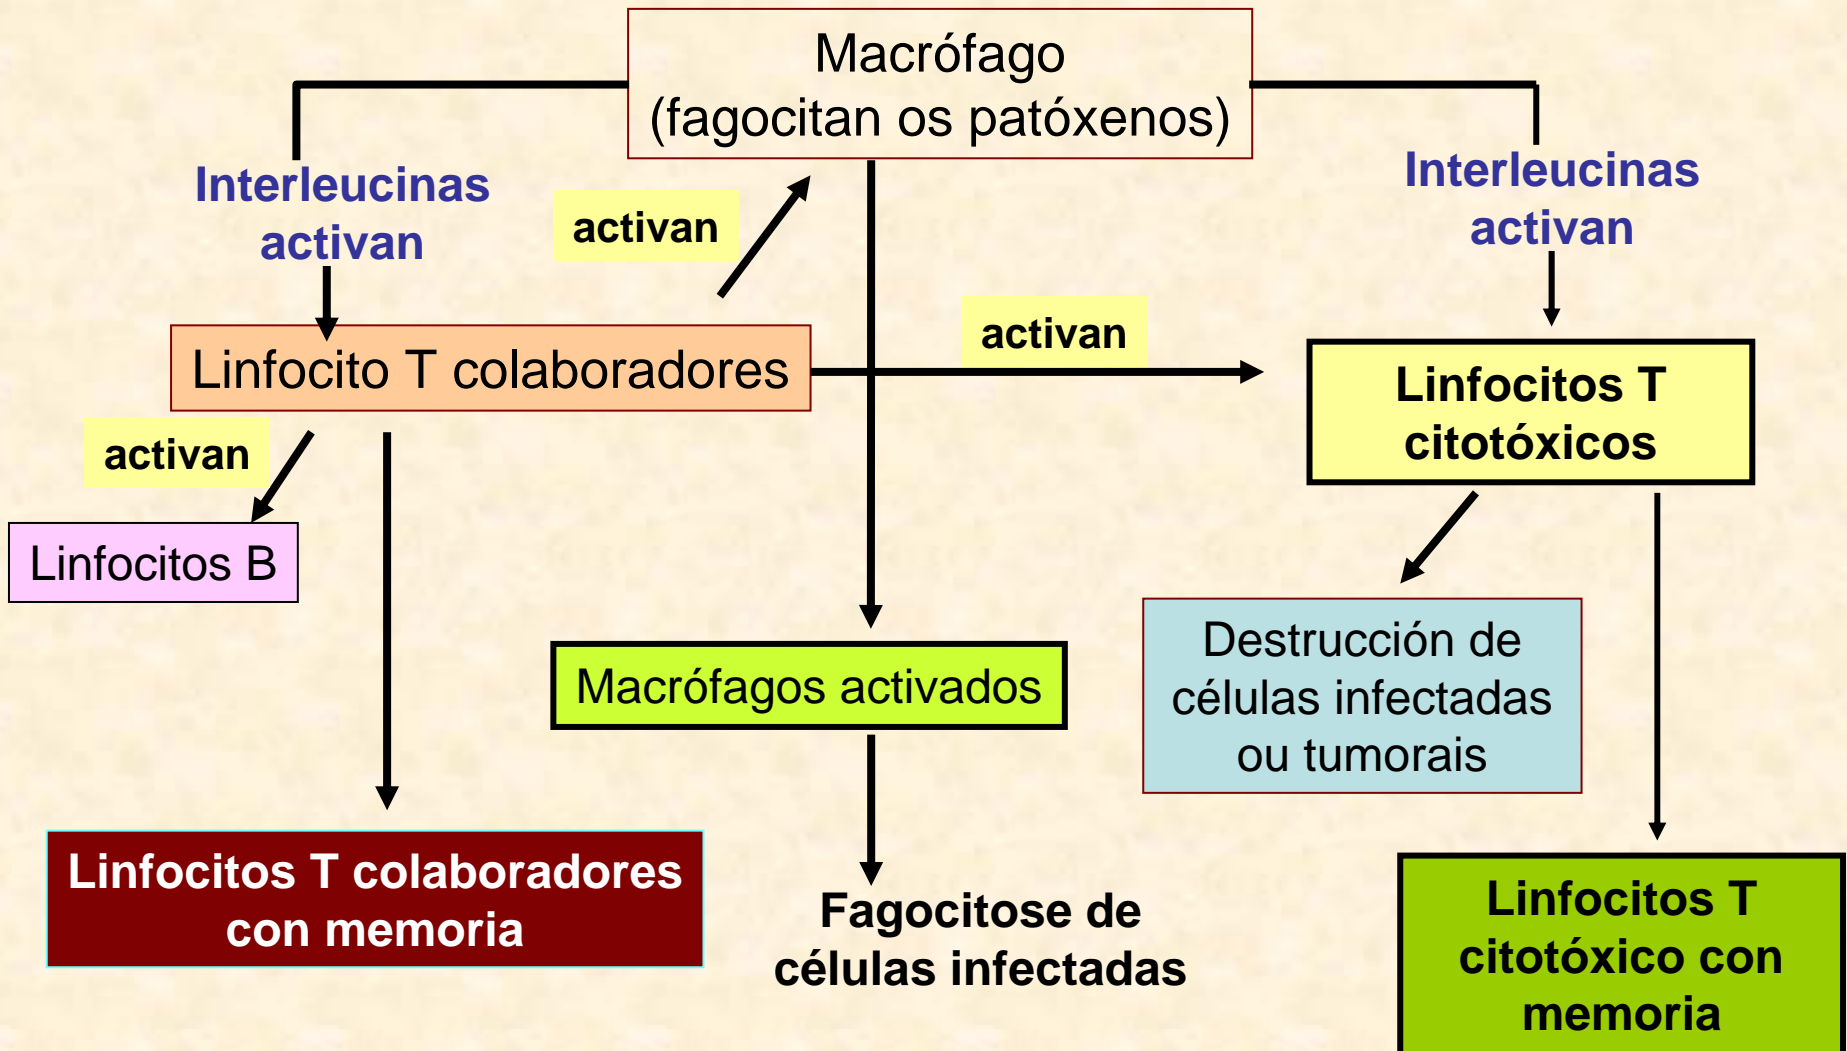 Macrófago
(fagocitan os patóxenos)
Interleucinas
activan
activan
Interleucinas
activan
activan
Linfocito T colaboradores
Linfocitos T
citotóxicos
activan
Linfocitos B
Macrófagos activados
Destrucción de
células infectadas
ou tumorais
Linfocitos T colaboradores
con memoria
Fagocitose de
células infectadas
Linfocitos T
citotóxico con
memoria